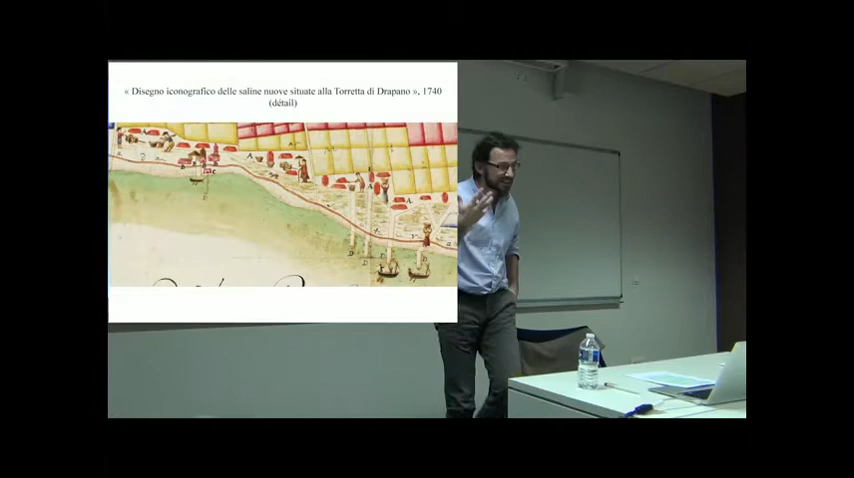 « Disegno iconografico delle saline nuove situate alla Torretta di Drapano », 1740
(détail)